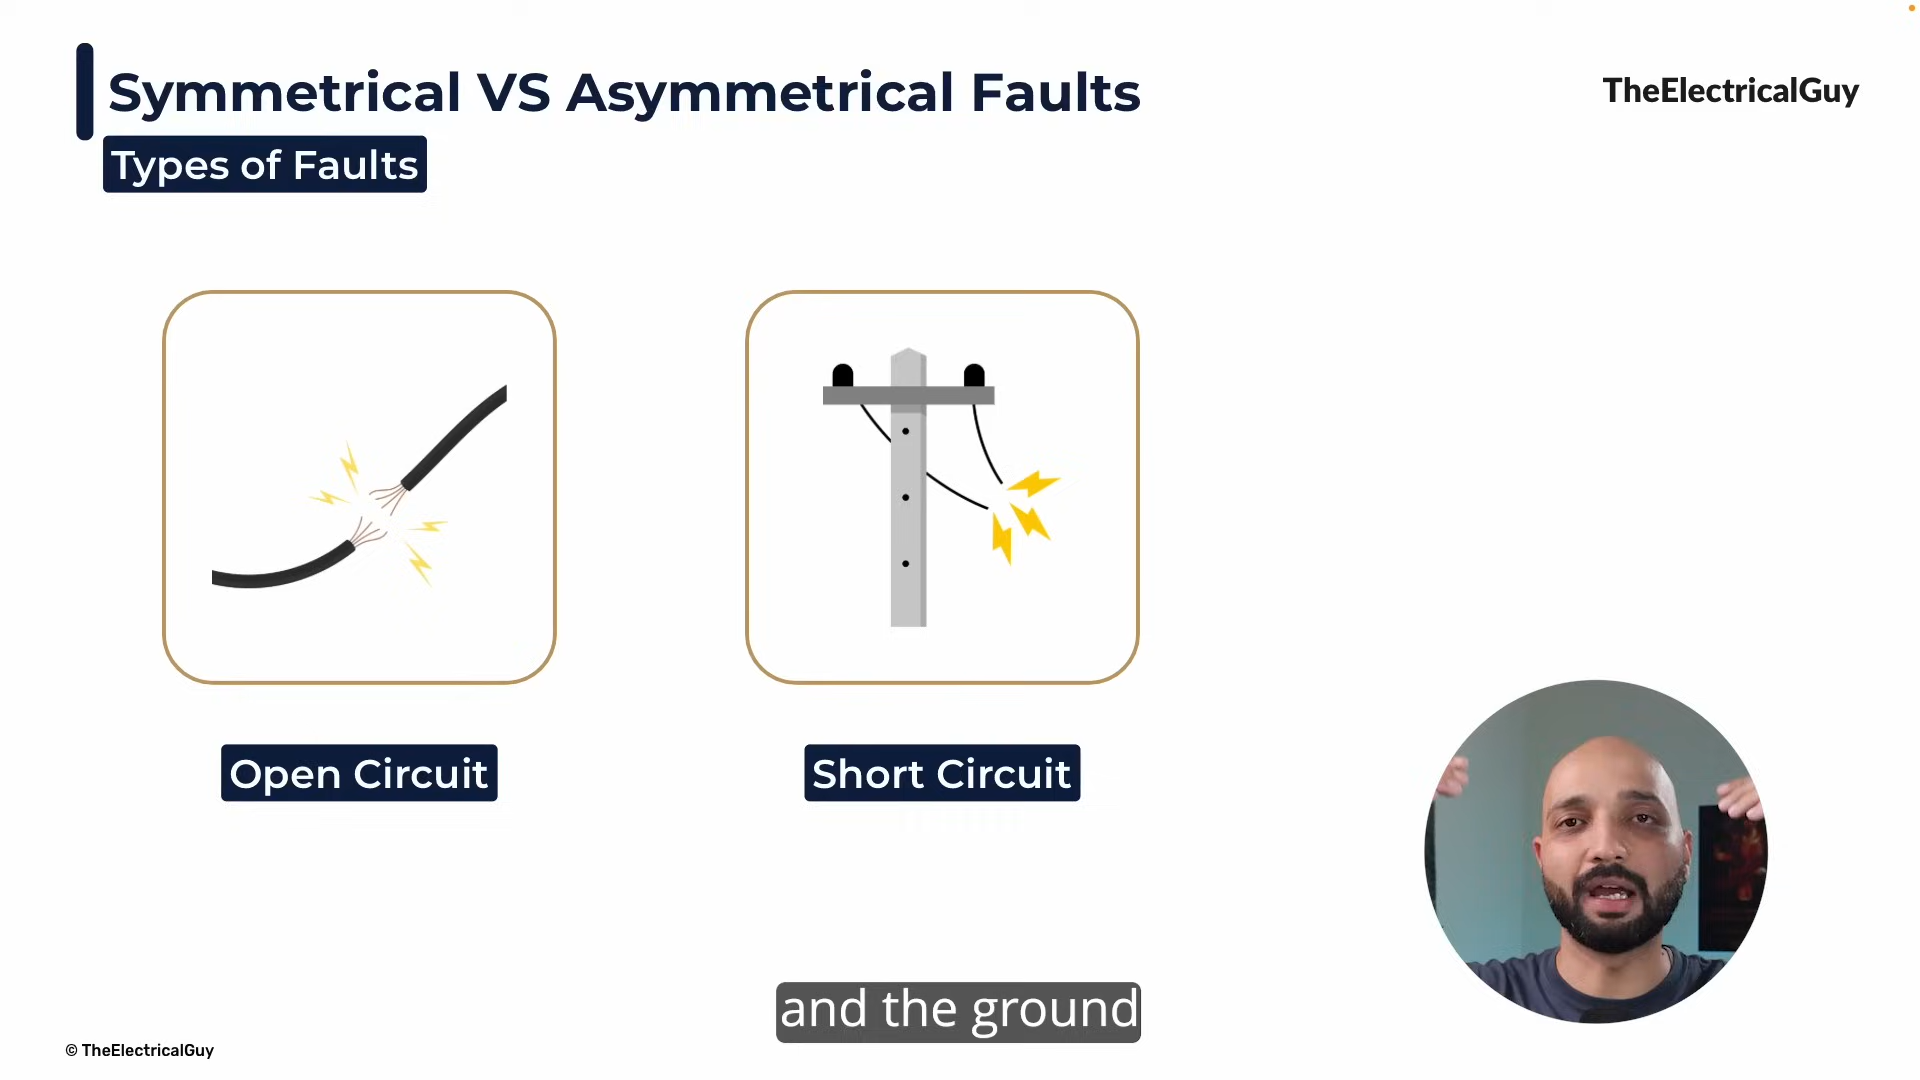 Symmetrical VS Asymmetrical Faults
TheElectricalGuy
Types of Faults
Open Circuit
Short Circuit
and the ground
© TheElectricalGuy